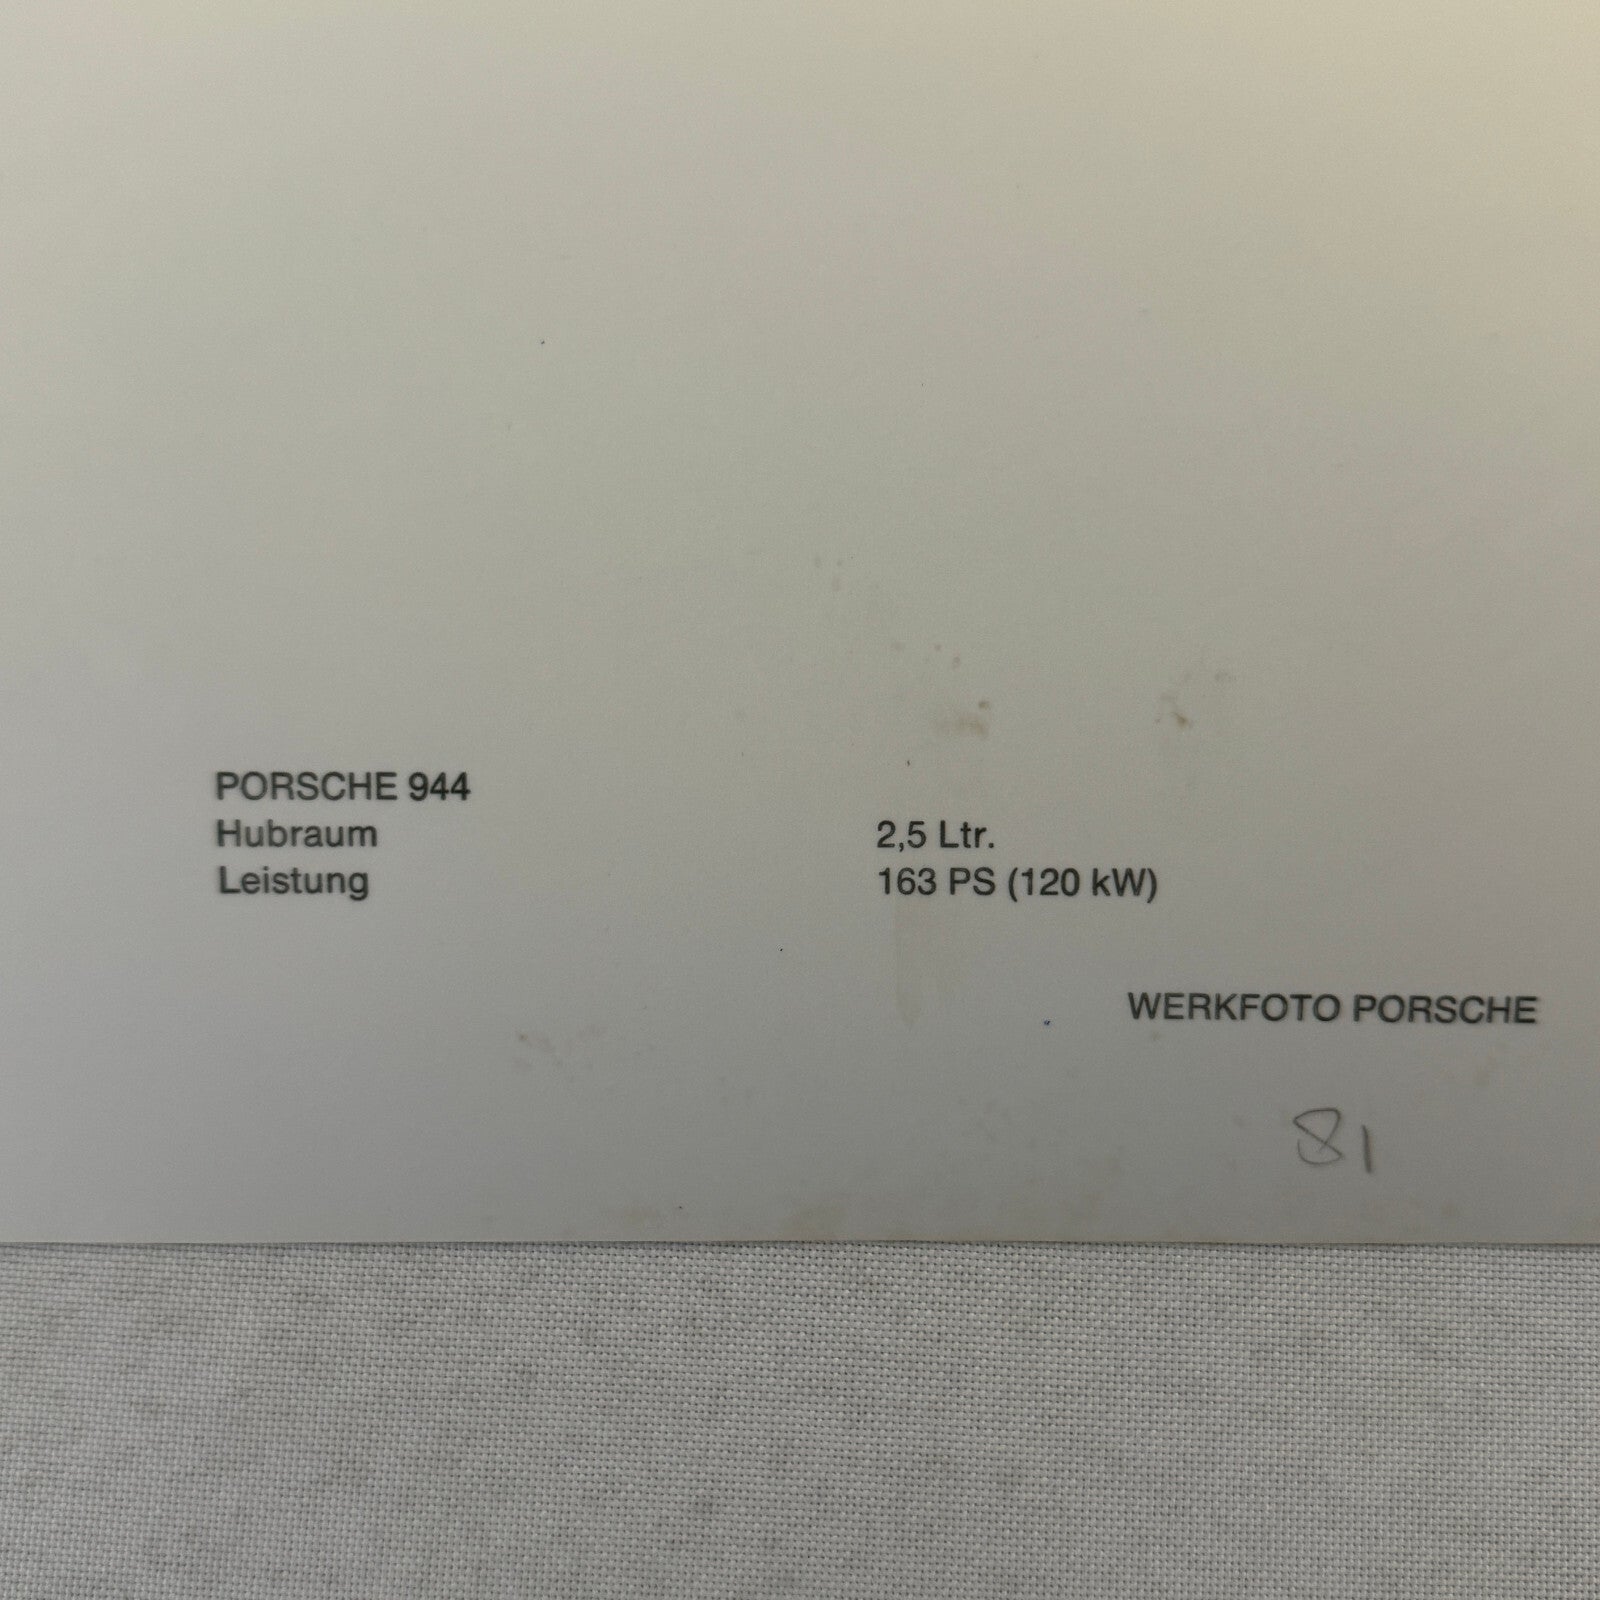 PORSCHE 944
Hubraum 2,5 Ltr.
Leistung 163 PS (120 kW)
WERKFOTO PORSCHE
81